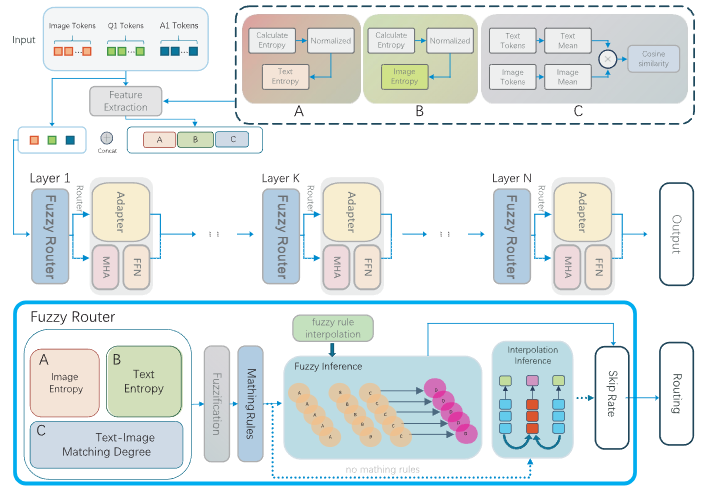 Input
Image Tokens
Q1 Tokens
A1 Tokens
Feature
Extraction
Calculate
Entropy
Normalized
Text
Entropy
A
Calculate
Entropy
Normalized
Image
Entropy
B
Text
Tokens
Text
Mean
Image
Tokens
Image
Mean
Cosine
similarity
C
Concat
A
B
C
Layer 1
Fuzzy Router
Router
Adapter
MHA
FFN
Layer K
Fuzzy Router
Router
Adapter
MHA
FFN
Layer N
Fuzzy Router
Router
Adapter
MHA
FFN
Output
Fuzzy Router
A
Image
Entropy
B
Text
Entropy
C
Text-Image
Matching Degree
Fuzzification
Mathing Rules
fuzzy rule
interpolation
Fuzzy Inference
A
A
A
A
A
B
B
B
B
B
C
C
C
C
C
D
D
D
D
D
no mathing rules
Interpolation
Inference
Skip Rate
Routing